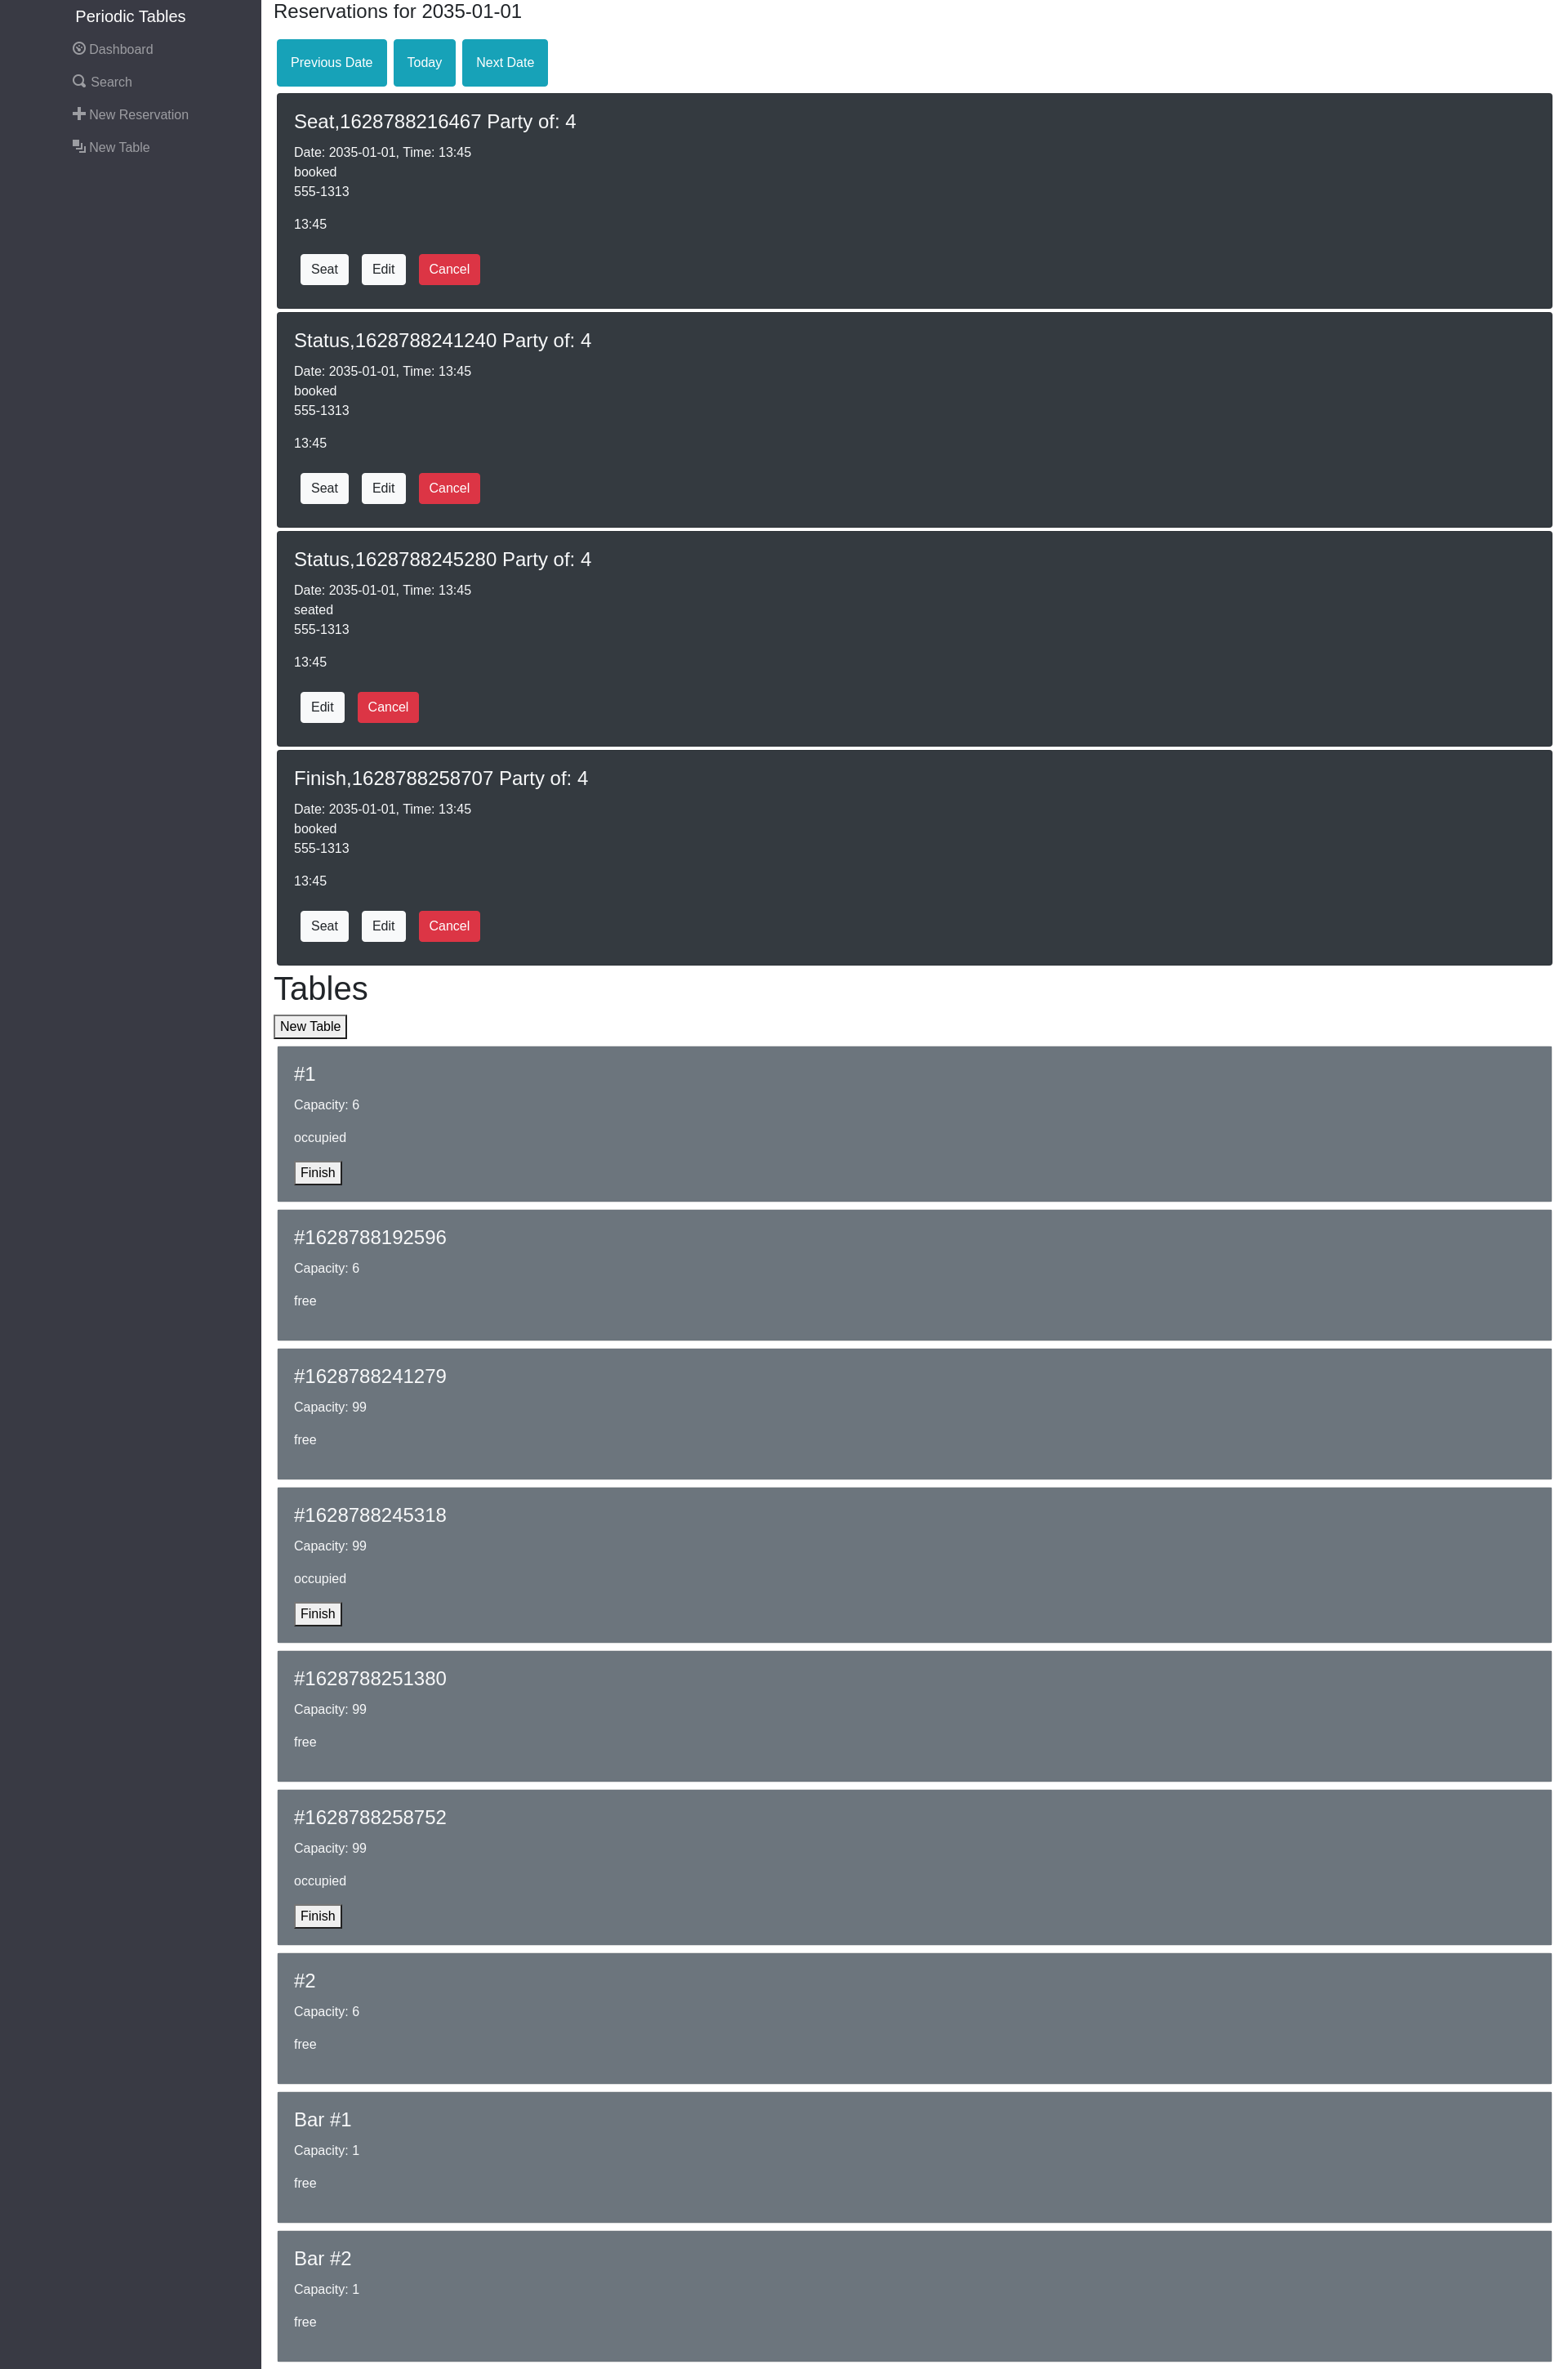 Periodic Tables
Dashboard
Search
New Reservation
New Table
Reservations for 2035-01-01
Previous Date Today Next Date
Seat,1628788216467 Party of: 4
Date: 2035-01-01, Time: 13:45
booked
555-1313
13:45
Seat Edit Cancel
Status,1628788241240 Party of: 4
Date: 2035-01-01, Time: 13:45
booked
555-1313
13:45
Seat Edit Cancel
Status,1628788245280 Party of: 4
Date: 2035-01-01, Time: 13:45
seated
555-1313
13:45
Edit Cancel
Finish,1628788258707 Party of: 4
Date: 2035-01-01, Time: 13:45
booked
555-1313
13:45
Seat Edit Cancel
Tables
New Table
#1
Capacity: 6
occupied
Finish
#1628788192596
Capacity: 6
free
#1628788241279
Capacity: 99
free
#1628788245318
Capacity: 99
occupied
Finish
#1628788251380
Capacity: 99
free
#1628788258752
Capacity: 99
occupied
Finish
#2
Capacity: 6
free
Bar #1
Capacity: 1
free
Bar #2
Capacity: 1
free